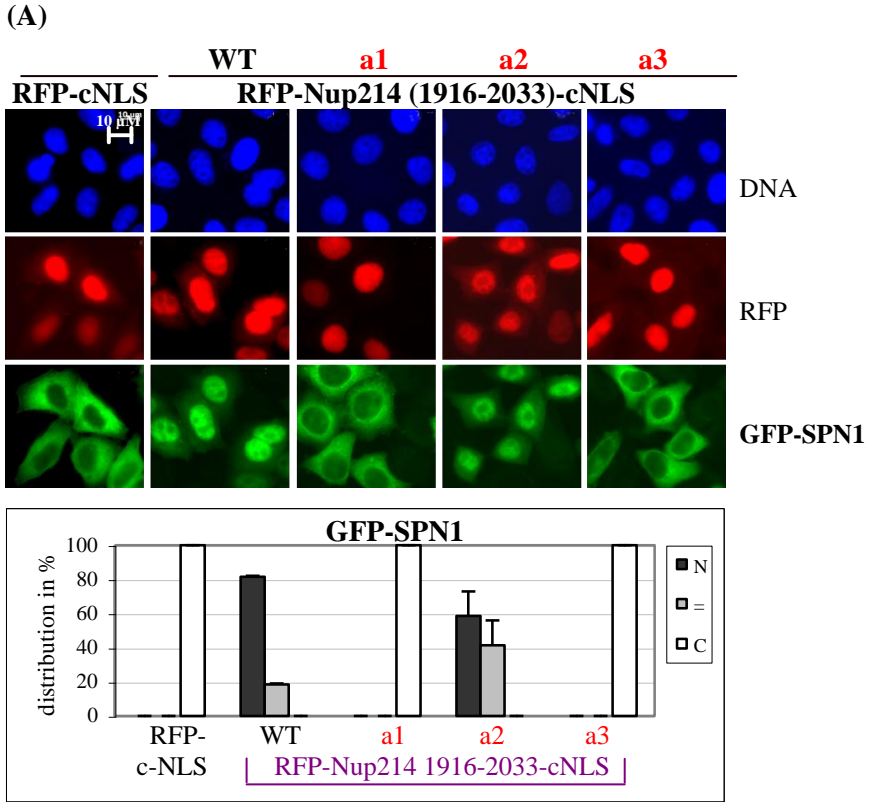 (A)
WT a1 a2 a3
RFP-cNLS RFP-Nup214 (1916-2033)-cNLS
10 µm
10 µM
DNA
RFP
GFP-SPN1
GFP-SPN1
distribution in %
100
80
60
40
20
0
N
=
C
RFP-
c-NLS
WT a1 a2 a3
RFP-Nup214 1916-2033-cNLS